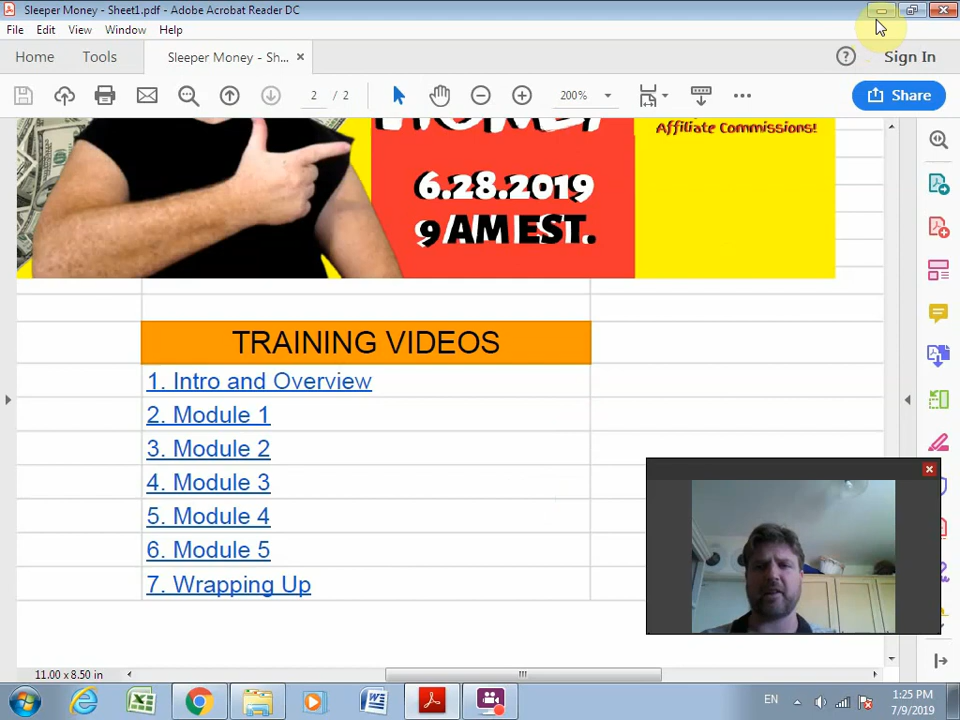 Sleeper Money - Sheet1.pdf - Adobe Acrobat Reader DC
File Edit View Window Help
Home Tools Sleeper Money - Sh... × Sign In
2 / 2 200% Share
Affiliate Commissions!
6.28.2019
9 AM EST.
TRAINING VIDEOS
1. Intro and Overview
2. Module 1
3. Module 2
4. Module 3
5. Module 4
6. Module 5
7. Wrapping Up
11.00 x 8.50 in
EN
1:25 PM
7/9/2019